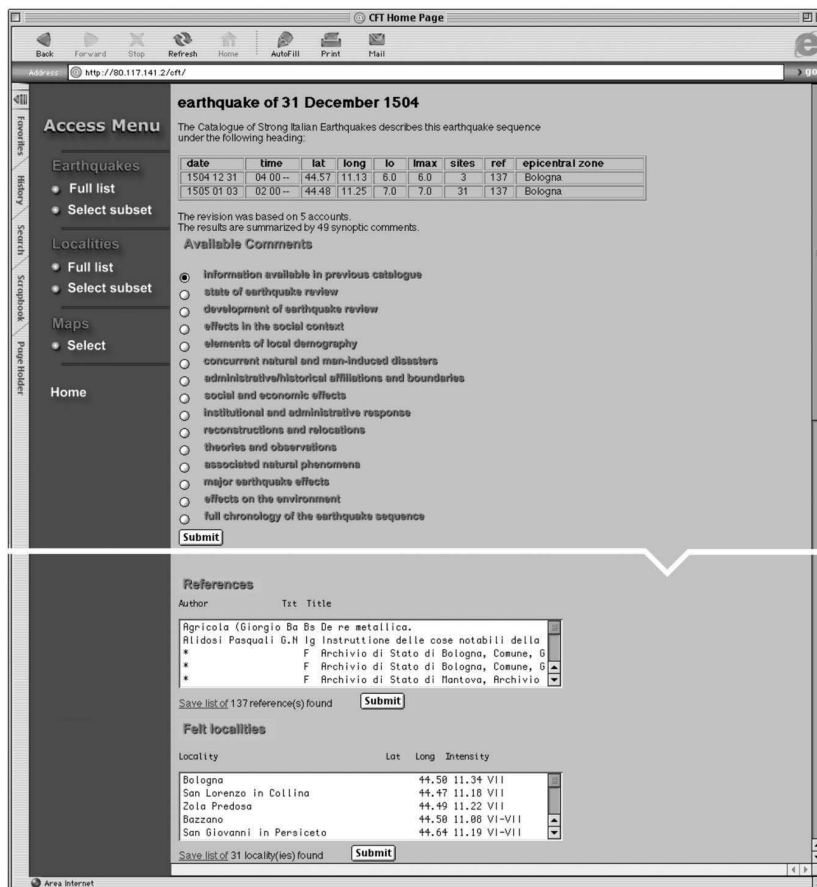 CFT Home Page
Back Forward Stop Refresh Home AutoFill Print Mail
Address: http://80.117.141.2/cft/ go
Favorites
History
Search
Scrapbook
Page Holder
Access Menu
Earthquakes
Full list
Select subset
Localities
Full list
Select subset
Maps
Select
Home
earthquake of 31 December 1504
The Catalogue of Strong Italian Earthquakes describes this earthquake sequence
under the following heading:
date time lat long Io Imax sites ref epicentral zone
1504 12 31 04 00 -- 44.57 11.13 6.0 6.0 3 137 Bologna
1505 01 03 02 00 -- 44.48 11.25 7.0 7.0 31 137 Bologna
The revision was based on 5 accounts.
The results are summarized by 49 synoptic comments.
Available Comments
information available in previous catalogue
state of earthquake review
development of earthquake review
effects in the social context
elements of local demography
concurrent natural and man-induced disasters
administrative/historical affiliations and boundaries
social and economic effects
institutional and administrative response
reconstructions and relocations
theories and observations
associated natural phenomena
major earthquake effects
effects on the environment
full chronology of the earthquake sequence
Submit
References
Author Txt Title
Agricola (Giorgio Ba Bs De re metallica.
Alidosi Pasquali G.N Ig Instruttione delle cose notabili della
* F Archivio di Stato di Bologna, Comune, G
* F Archivio di Stato di Bologna, Comune, G
* F Archivio di Stato di Mantova, Archivio
Save list of 137 reference(s) found Submit
Felt localities
Locality Lat Long Intensity
Bologna 44.50 11.34 VII
San Lorenzo in Collina 44.47 11.18 VII
Zola Predosa 44.49 11.22 VII
Bazzano 44.50 11.08 VI-VII
San Giovanni in Persiceto 44.64 11.19 VI-VII
Save list of 31 locality(ies) found Submit
Area Internet